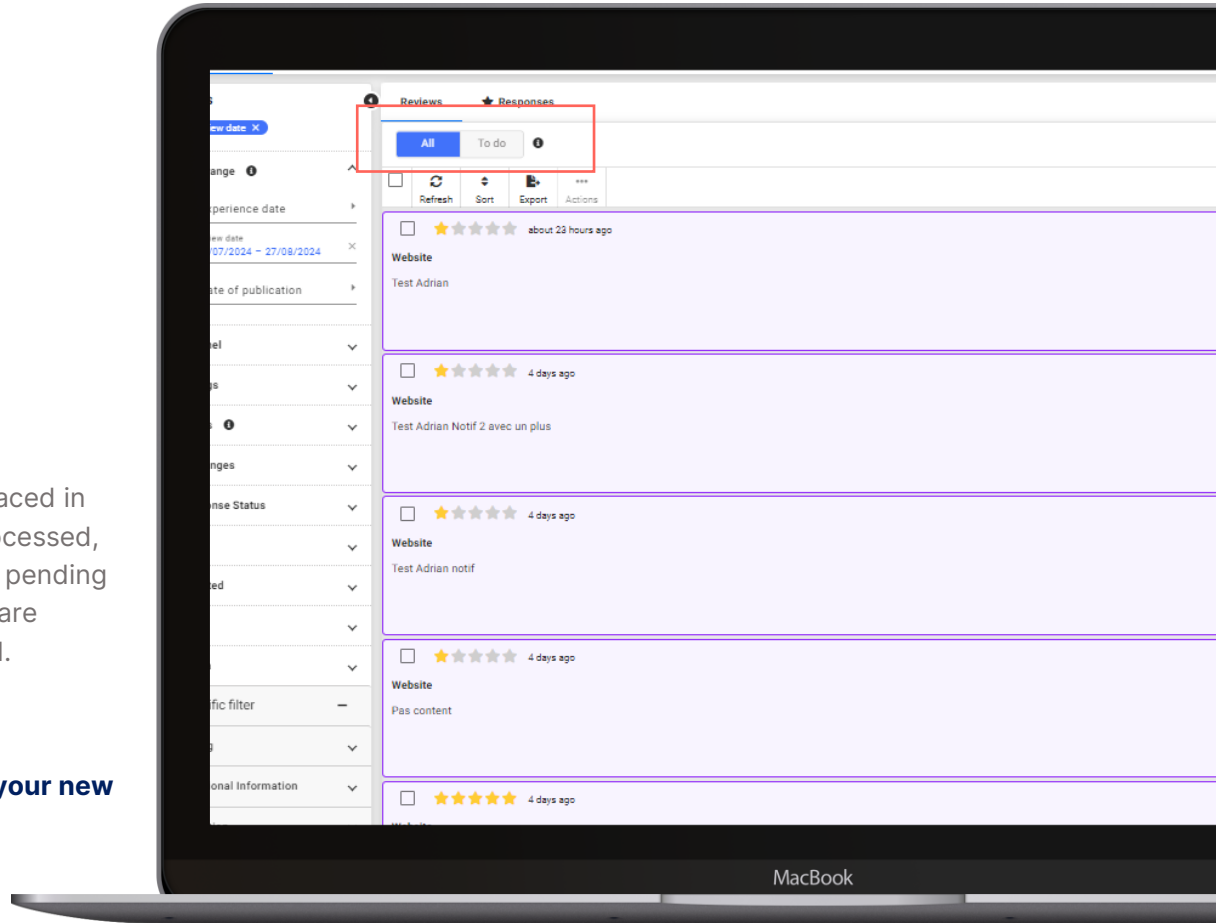 aced in
ocessed,
pending
are
your new
Reviews
Responses
ew date ×
All
To do
ange
Refresh
Sort
Export
Actions
xperience date
iew date
/07/2024 – 27/08/2024
ate of publication
nel
gs
nges
onse Status
ted
ific filter
onal Information
about 23 hours ago
Website
Test Adrian
4 days ago
Website
Test Adrian Notif 2 avec un plus
4 days ago
Website
Test Adrian notif
4 days ago
Website
Pas content
4 days ago
MacBook